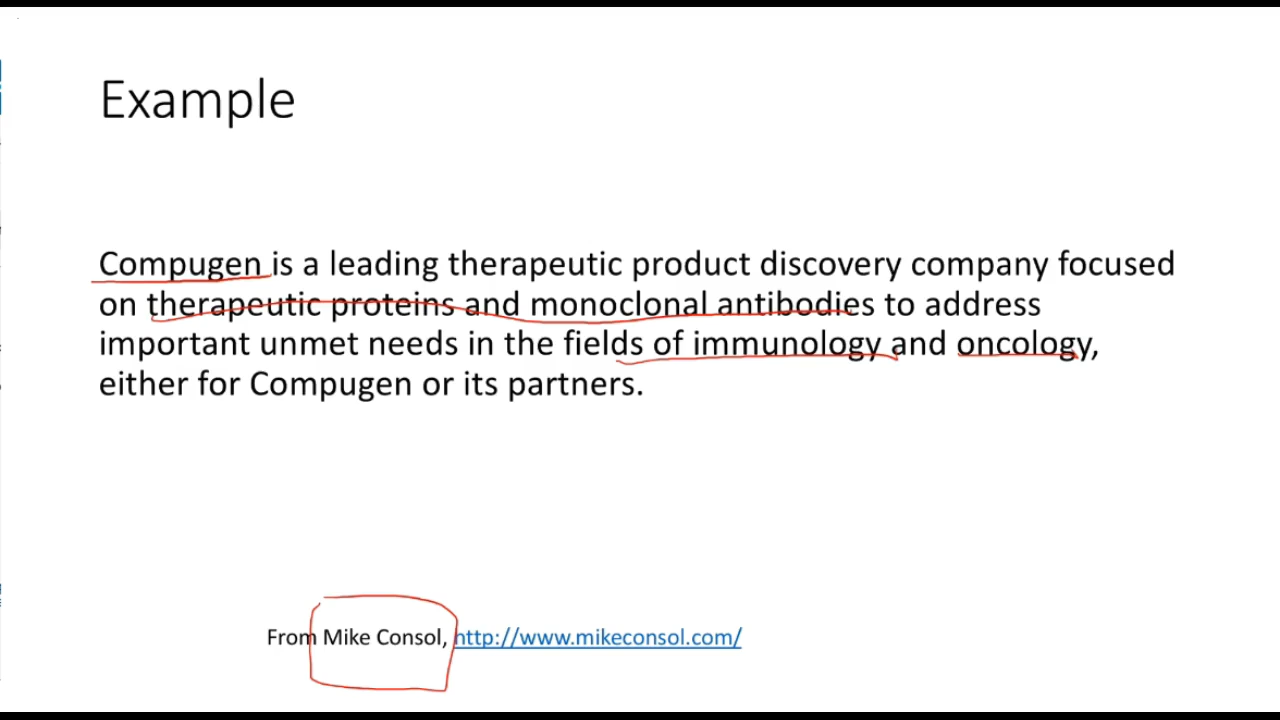 Example
Compugen is a leading therapeutic product discovery company focused
on therapeutic proteins and monoclonal antibodies to address
important unmet needs in the fields of immunology and oncology,
either for Compugen or its partners.
From Mike Consol, http://www.mikeconsol.com/